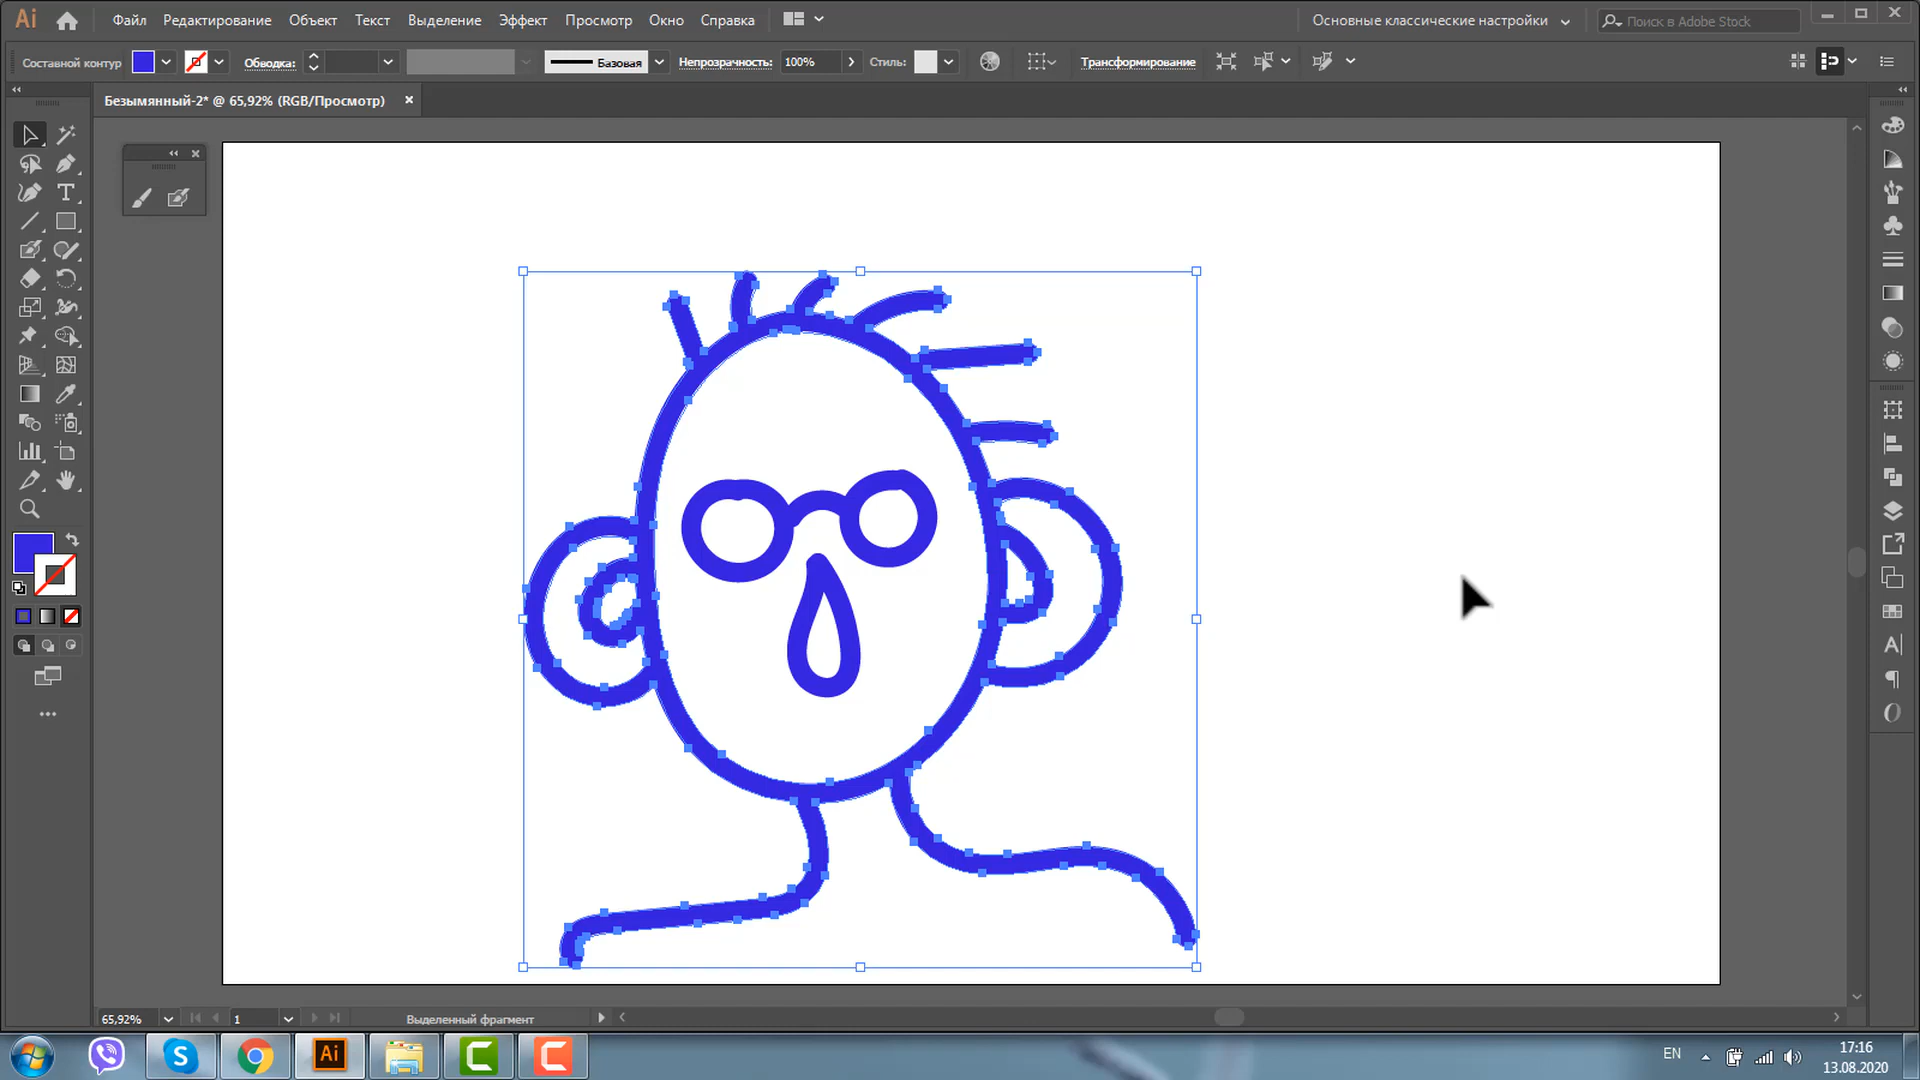 Ai Файл Редактирование Объект Текст Выделение Эффект Просмотр Окно Справка Основные классические настройки Поиск в Adobe Stock
Составной контур Обводка: Базовая Непрозрачность: 100% Стиль: Трансформирование
Безымянный-2* @ 65,92% (RGB/Просмотр)
65,92% 1 Выделенный фрагмент
Ai EN 17:16
13.08.2020